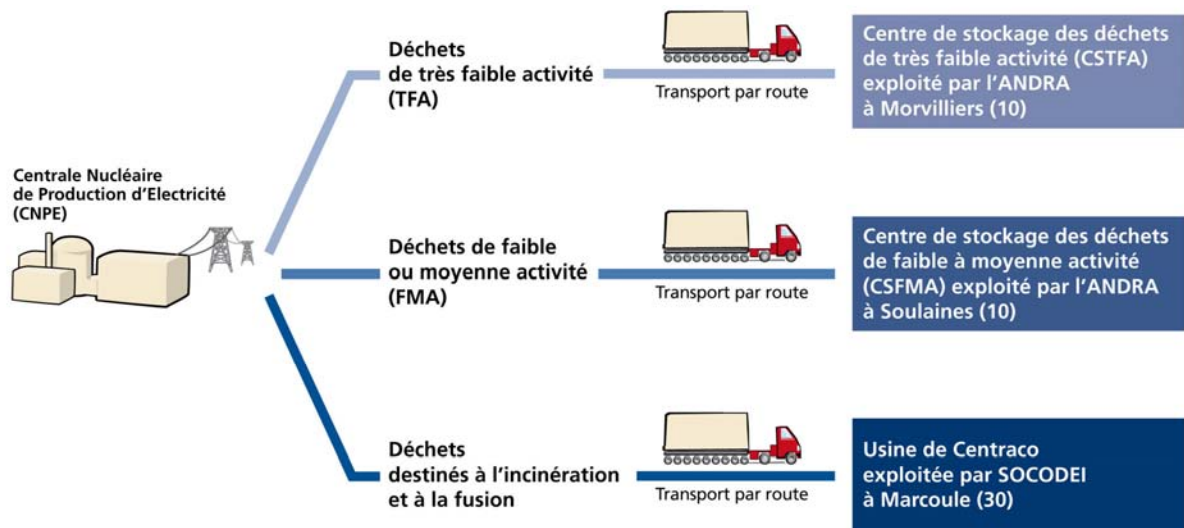 Centrale Nucléaire
de Production d'Electricité
(CNPE)
Déchets
de très faible activité
(TFA)
Transport par route
Centre de stockage des déchets
de très faible activité (CSTFA)
exploité par l'ANDRA
à Morvilliers (10)
Déchets de faible
ou moyenne activité
(FMA)
Transport par route
Centre de stockage des déchets
de faible à moyenne activité
(CSFMA) exploité par l'ANDRA
à Soulaines (10)
Déchets
destinés à l'incinération
et à la fusion
Transport par route
Usine de Centraco
exploitée par SOCODEI
à Marcoule (30)